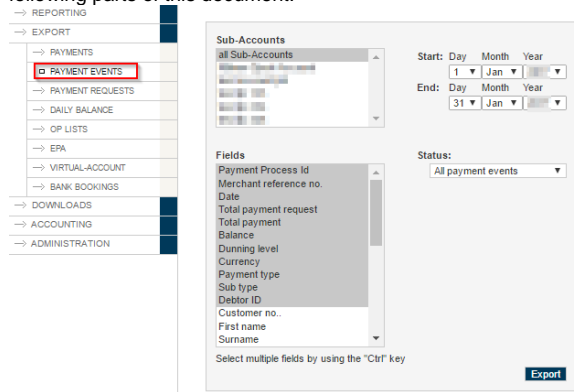 following parts of this document.
REPORTING
EXPORT
PAYMENTS
PAYMENT EVENTS
PAYMENT REQUESTS
DAILY BALANCE
OP LISTS
EPA
VIRTUAL-ACCOUNT
BANK BOOKINGS
DOWNLOADS
ACCOUNTING
ADMINISTRATION
Sub-Accounts
all Sub-Accounts
Start: Day Month Year
1 Jan
End: Day Month Year
31 Jan
Fields
Payment Process Id
Merchant reference no.
Date
Total payment request
Total payment
Balance
Dunning level
Currency
Payment type
Sub type
Debtor ID
Customer no..
First name
Surname
Select multiple fields by using the "Ctrl" key
Status:
All payment events
Export